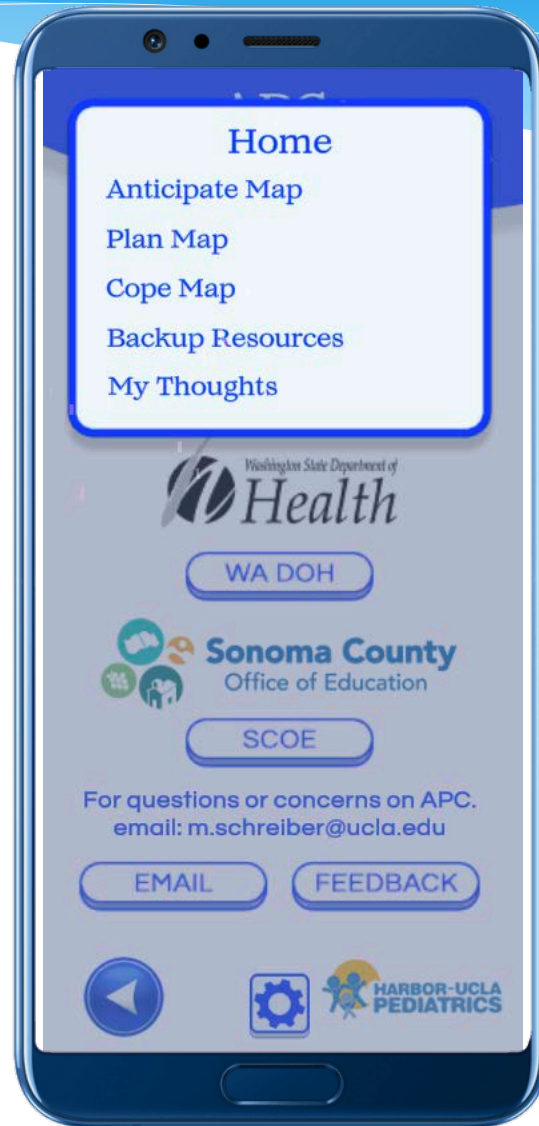 Home
Anticipate Map
Plan Map
Cope Map
Backup Resources
My Thoughts
Washington State Department of
Health
WA DOH
Sonoma County
Office of Education
SCOE
For questions or concerns on APC.
email: m.schreiber@ucla.edu
EMAIL
FEEDBACK
HARBOR-UCLA
PEDIATRICS